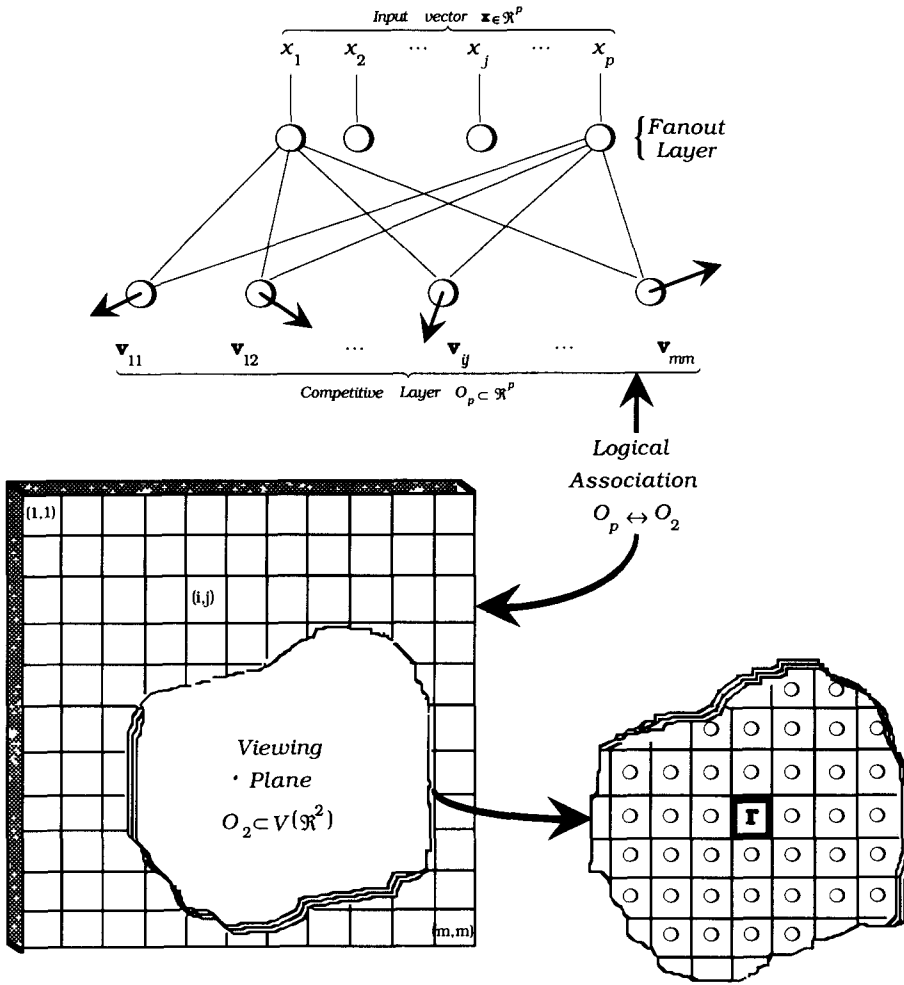 Input vector 𝐱∈ℜ^p
x_1 x_2 ⋯ x_j ⋯ x_p
{ Fanout
Layer
𝐯_11 𝐯_12 ⋯ 𝐯_ij ⋯ 𝐯_mm
Competitive Layer O_p ⊂ ℜ^p
Logical
Association
O_p ↔ O_2
(1,1)
(i,j)
Viewing
Plane
O_2 ⊂ V(ℜ^2)
r
(m,m)